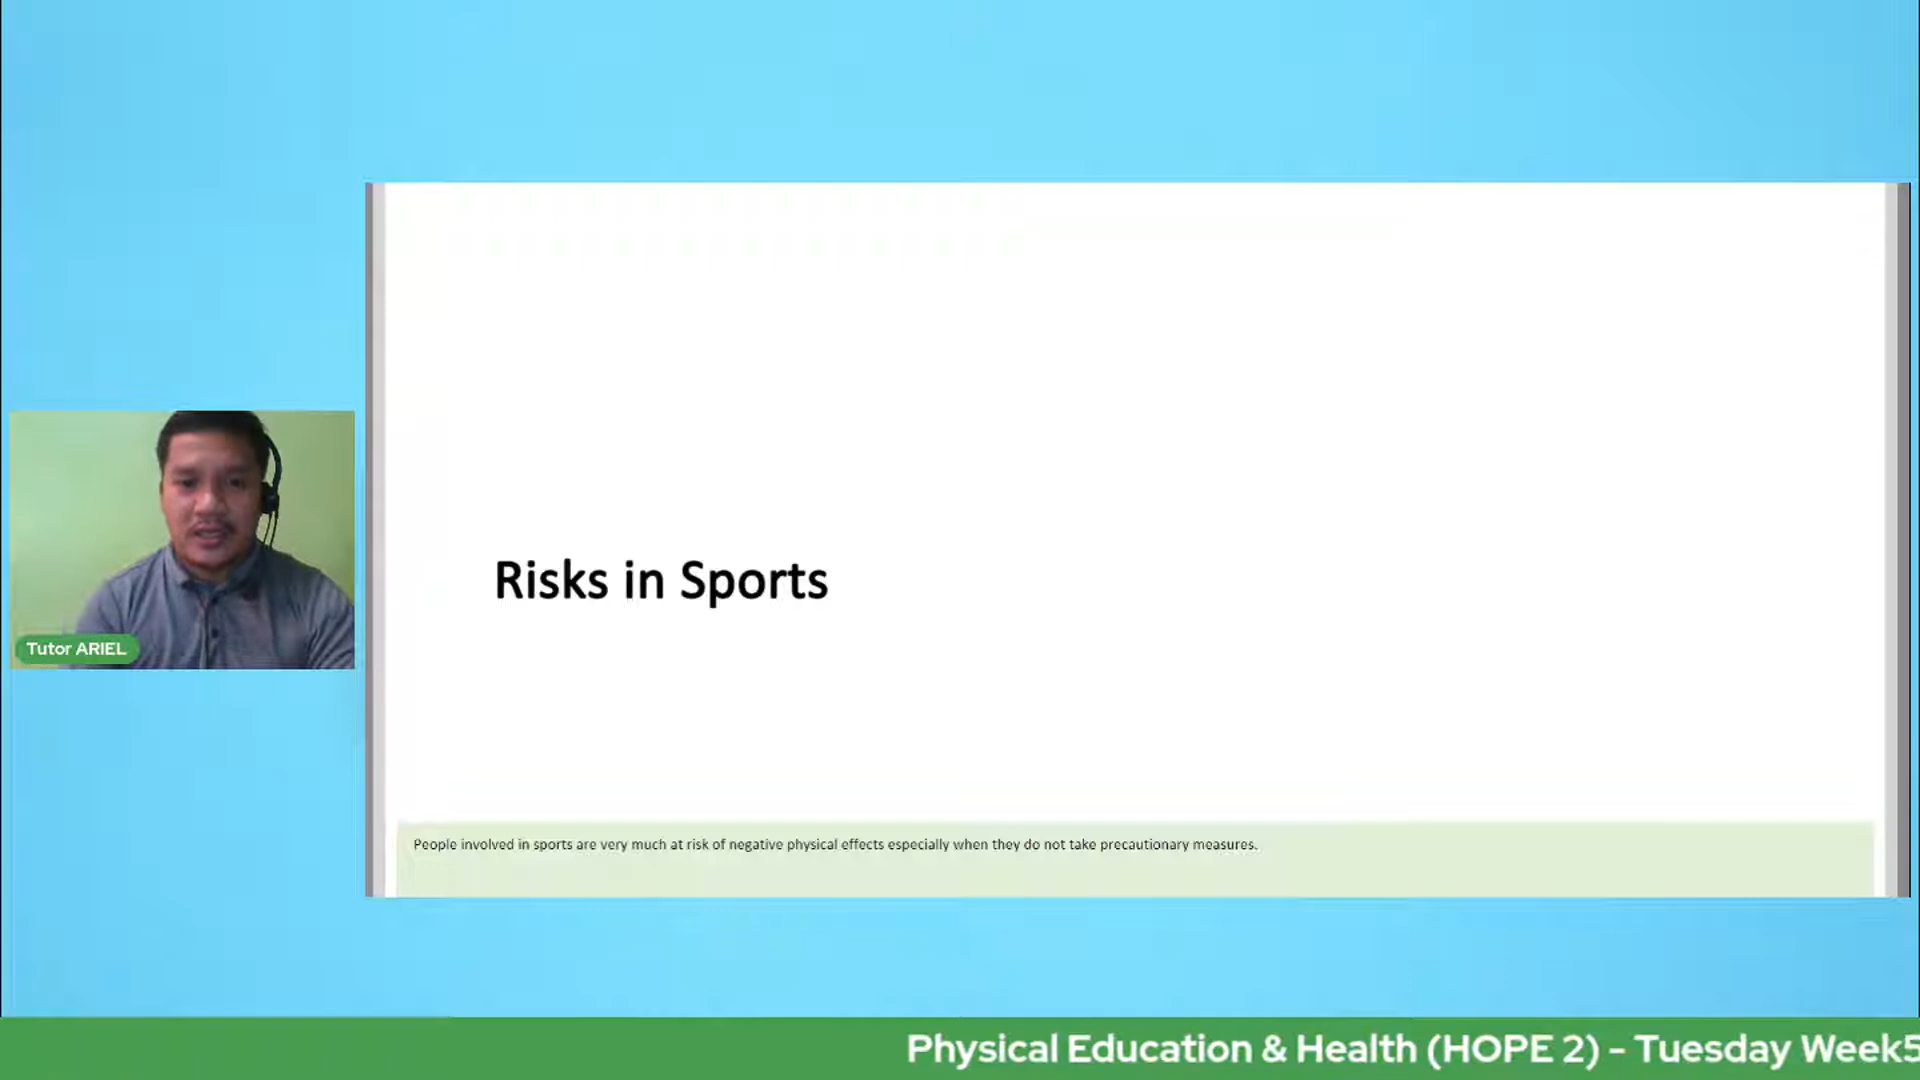 Risks in Sports
Tutor ARIEL
People involved in sports are very much at risk of negative physical effects especially when they do not take precautionary measures.
Physical Education & Health (HOPE 2) - Tuesday Week5